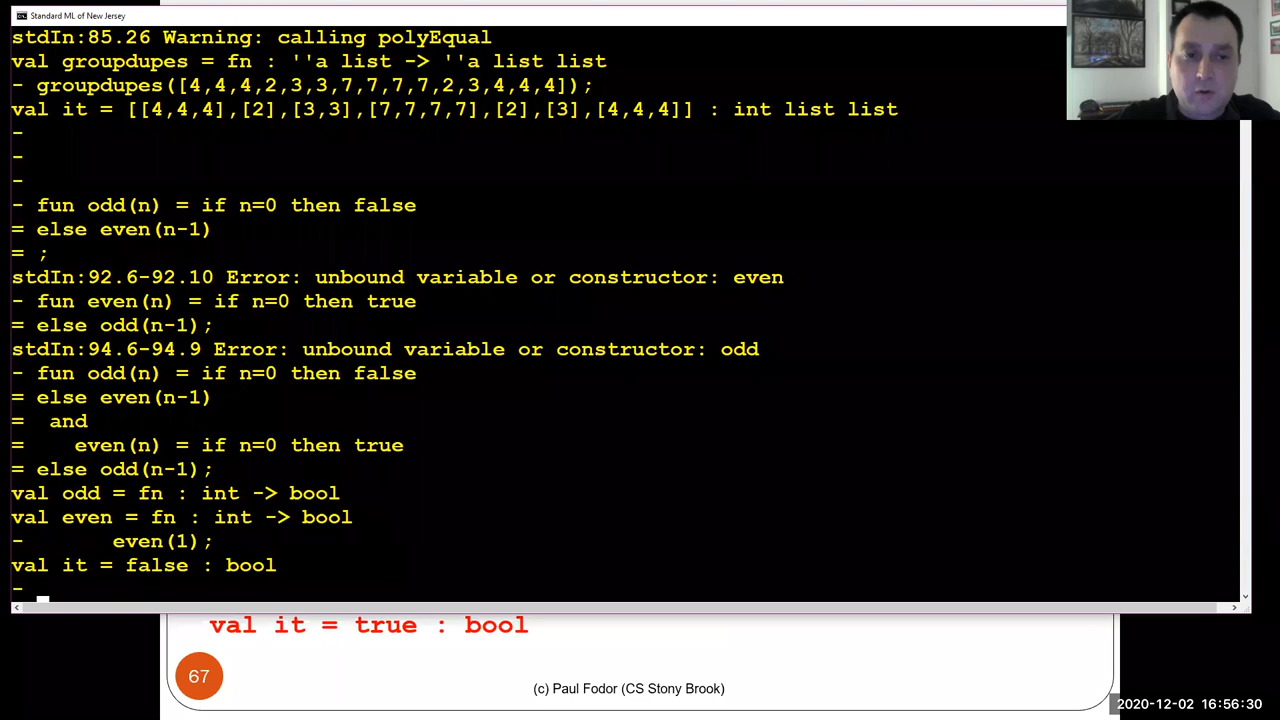 Standard ML of New Jersey
stdIn:85.26 Warning: calling polyEqual
val groupdupes = fn : ''a list -> ''a list list
- groupdupes([4,4,4,2,3,3,7,7,7,7,2,3,4,4,4]);
val it = [[4,4,4],[2],[3,3],[7,7,7,7],[2],[3],[4,4,4]] : int list list
-
-
-
- fun odd(n) = if n=0 then false
= else even(n-1)
= ;
stdIn:92.6-92.10 Error: unbound variable or constructor: even
- fun even(n) = if n=0 then true
= else odd(n-1);
stdIn:94.6-94.9 Error: unbound variable or constructor: odd
- fun odd(n) = if n=0 then false
= else even(n-1)
=  and
=    even(n) = if n=0 then true
= else odd(n-1);
val odd = fn : int -> bool
val even = fn : int -> bool
-       even(1);
val it = false : bool
-
val it = true : bool
67
(c) Paul Fodor (CS Stony Brook)
2020-12-02 16:56:30